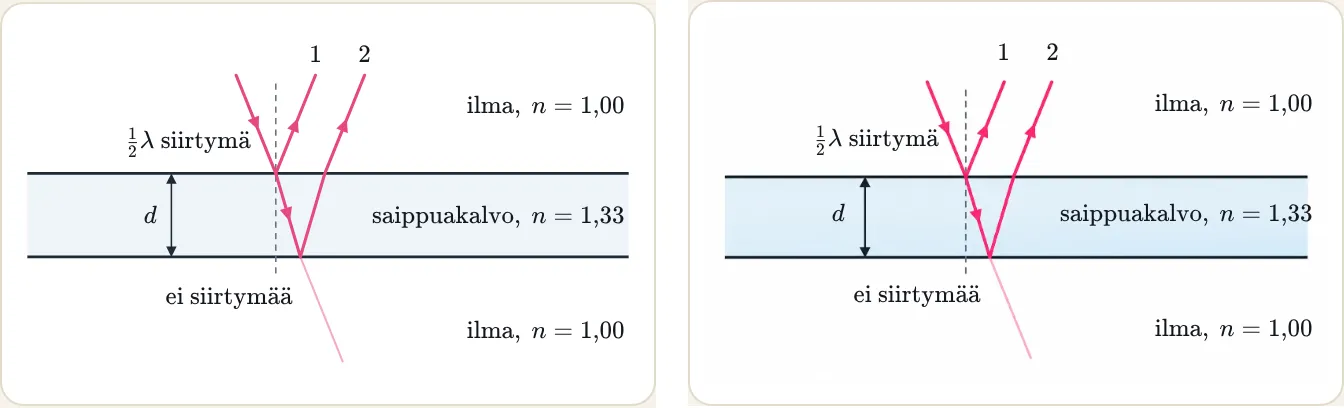 1 2
ilma, n = 1,00
½λ siirtymä
d
saippuakalvo, n = 1,33
ei siirtymää
ilma, n = 1,00
1 2
ilma, n = 1,00
½λ siirtymä
d
saippuakalvo, n = 1,33
ei siirtymää
ilma, n = 1,00